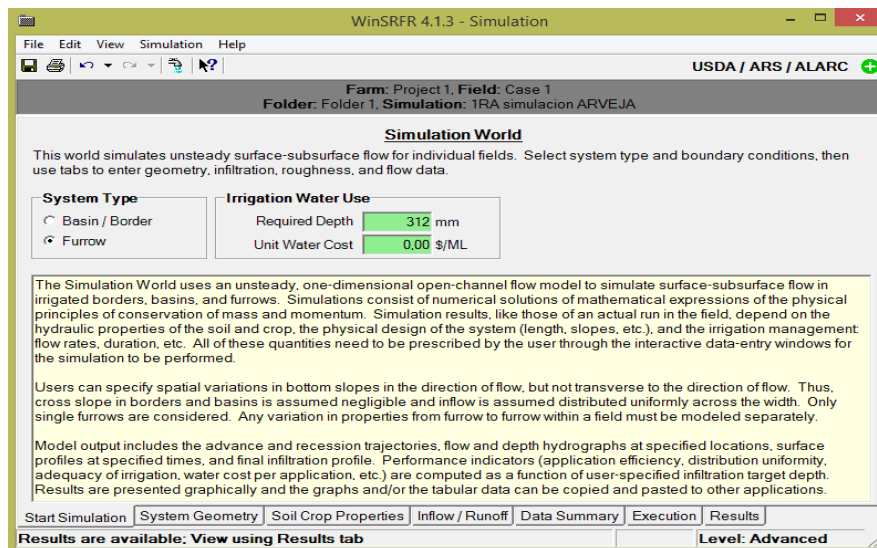 WinSRFR 4.1.3 - Simulation
File Edit View Simulation Help
USDA / ARS / ALARC
Farm: Project 1, Field: Case 1
Folder: Folder 1, Simulation: 1RA simulacion ARVEJA
Simulation World
This world simulates unsteady surface-subsurface flow for individual fields. Select system type and boundary conditions, then
use tabs to enter geometry, infiltration, roughness, and flow data.
System Type
Basin / Border
Furrow
Irrigation Water Use
Required Depth 312 mm
Unit Water Cost 0,00 $/ML
The Simulation World uses an unsteady, one-dimensional open-channel flow model to simulate surface-subsurface flow in
irrigated borders, basins, and furrows. Simulations consist of numerical solutions of mathematical expressions of the physical
principles of conservation of mass and momentum. Simulation results, like those of an actual run in the field, depend on the
hydraulic properties of the soil and crop, the physical design of the system (length, slopes, etc.), and the irrigation management:
flow rates, duration, etc. All of these quantities need to be prescribed by the user through the interactive data-entry windows for
the simulation to be performed.
Users can specify spatial variations in bottom slopes in the direction of flow, but not transverse to the direction of flow. Thus,
cross slope in borders and basins is assumed negligible and inflow is assumed distributed uniformly across the width. Only
single furrows are considered. Any variation in properties from furrow to furrow within a field must be modeled separately.
Model output includes the advance and recession trajectories, flow and depth hydrographs at specified locations, surface
profiles at specified times, and final infiltration profile. Performance indicators (application efficiency, distribution uniformity,
adequacy of irrigation, water cost per application, etc.) are computed as a function of user-specified infiltration target depth.
Results are presented graphically and the graphs and/or the tabular data can be copied and pasted to other applications.
Start Simulation System Geometry Soil Crop Properties Inflow / Runoff Data Summary Execution Results
Results are available; View using Results tab
Level: Advanced